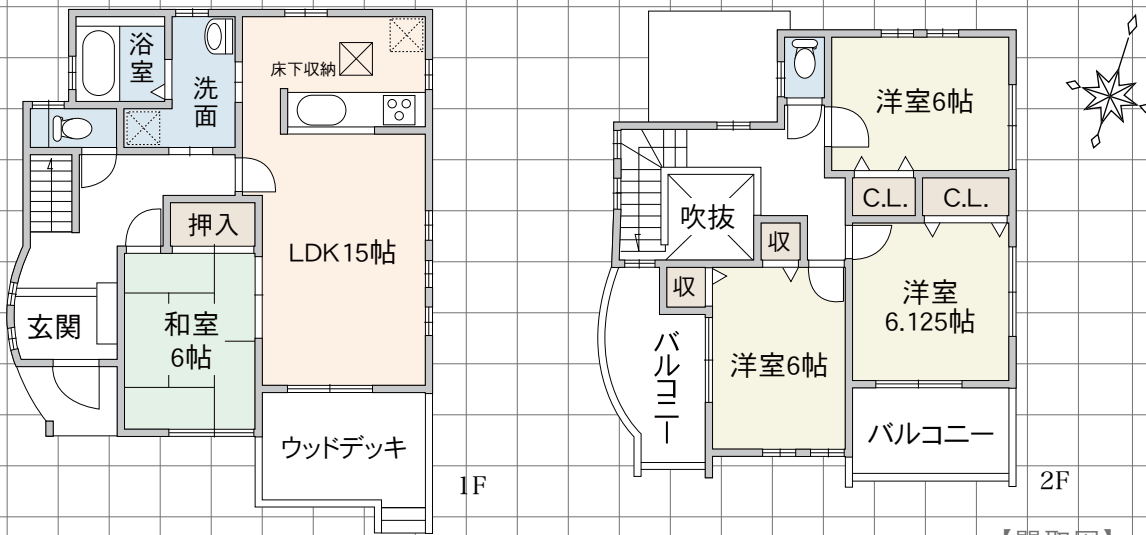 浴室
洗面
床下収納
押入
LDK15帖
和室
6帖
玄関
ウッドデッキ
1F
洋室6帖
C.L.
C.L.
吹抜
収
収
洋室
6.125帖
洋室6帖
バルコニー
バルコニー
2F